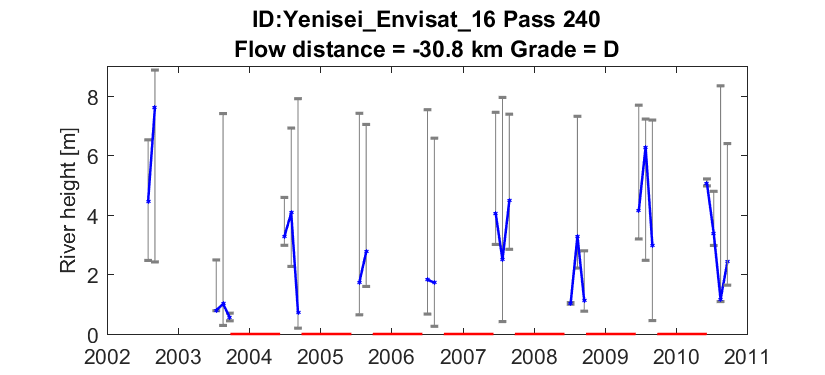 ID:Yenisei_Envisat_16 Pass 240
Flow distance = -30.8 km Grade = D
River height [m]
8
6
4
2
0
2002 2003 2004 2005 2006 2007 2008 2009 2010 2011